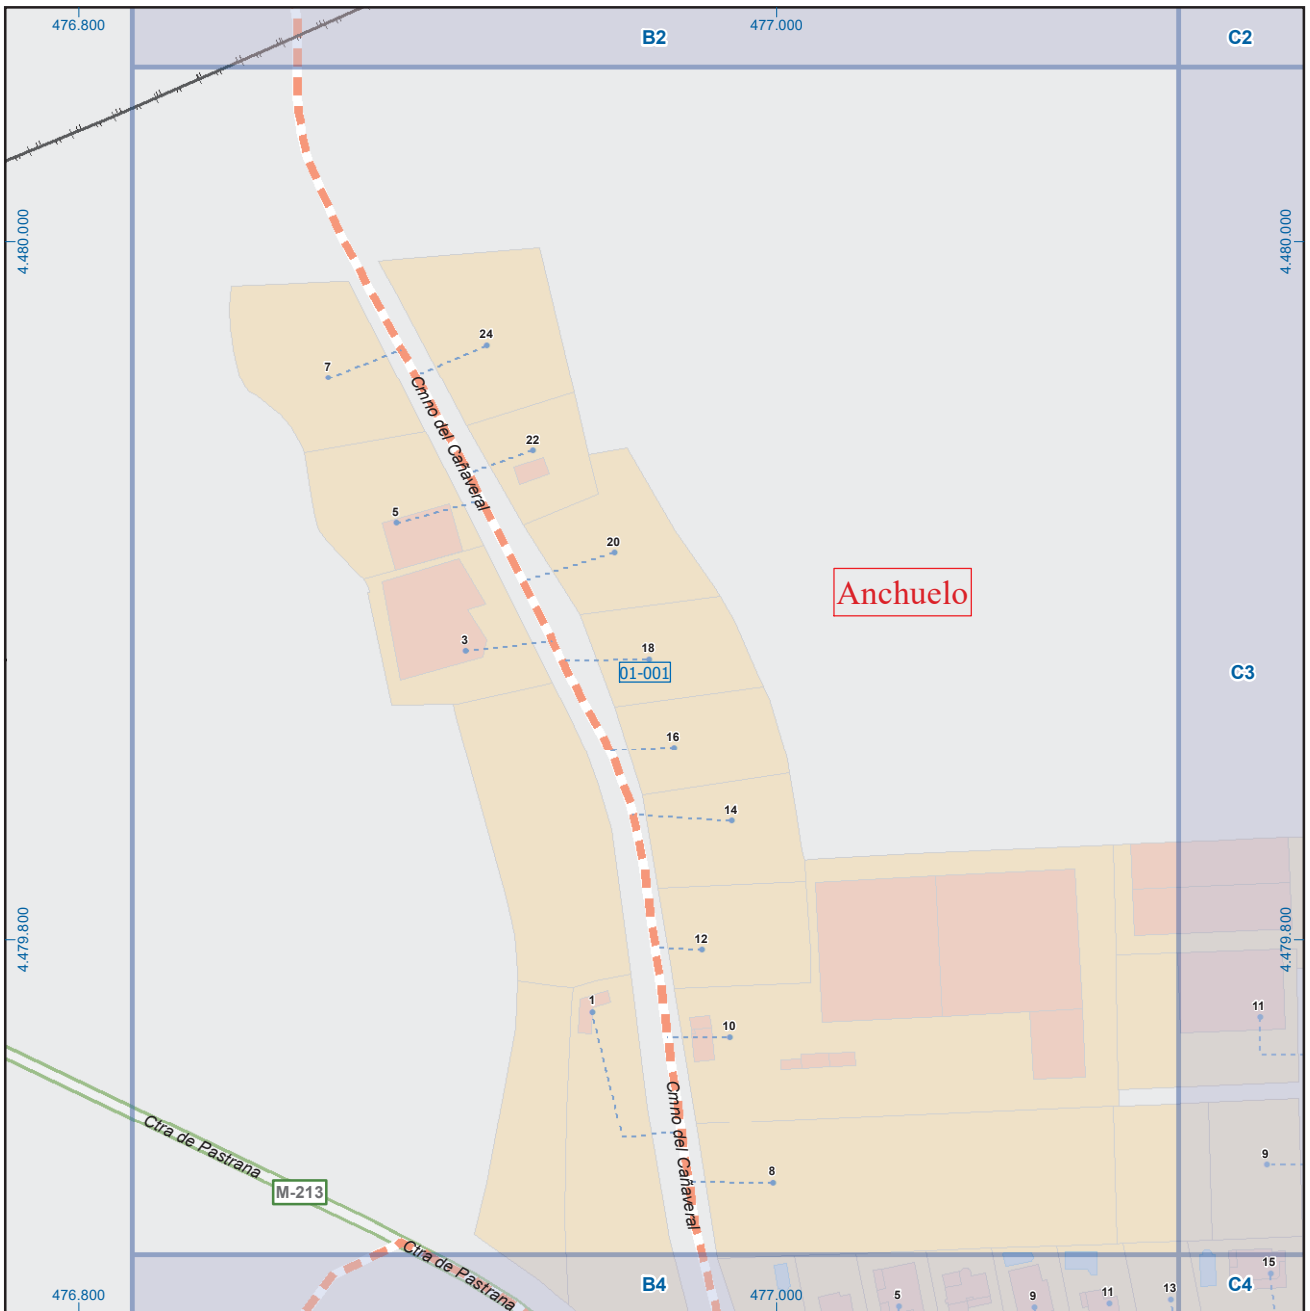 476.800
477.000
B2
C2
4.480.000
4.480.000
24
7
Cmno del Cañaveral
22
5
20
Anchuelo
3
18
01-001
C3
16
14
4.479.800
4.479.800
12
1
10
11
Cmno del Cañaveral
Ctra de Pastrana
M-213
8
9
Ctra de Pastrana
B4
C4
15
13
11
9
5
476.800
477.000